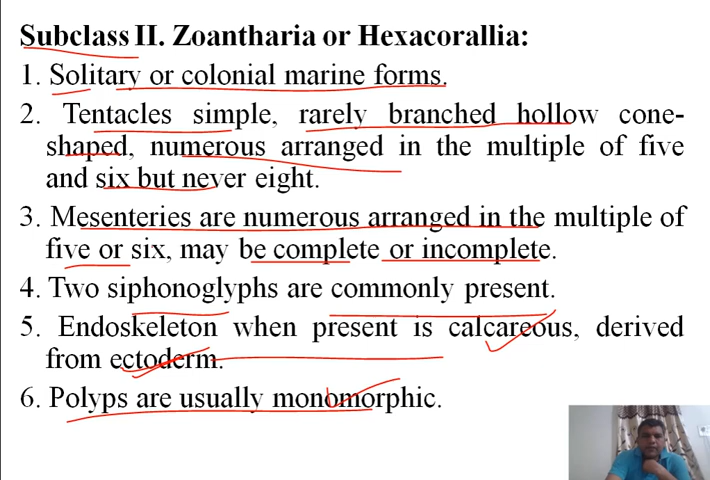 Subclass II. Zoantharia or Hexacorallia:
1. Solitary or colonial marine forms.
2. Tentacles simple, rarely branched hollow cone-
shaped, numerous arranged in the multiple of five
and six but never eight.
3. Mesenteries are numerous arranged in the multiple of
five or six, may be complete or incomplete.
4. Two siphonoglyphs are commonly present.
5. Endoskeleton when present is calcareous, derived
from ectoderm.
6. Polyps are usually monomorphic.